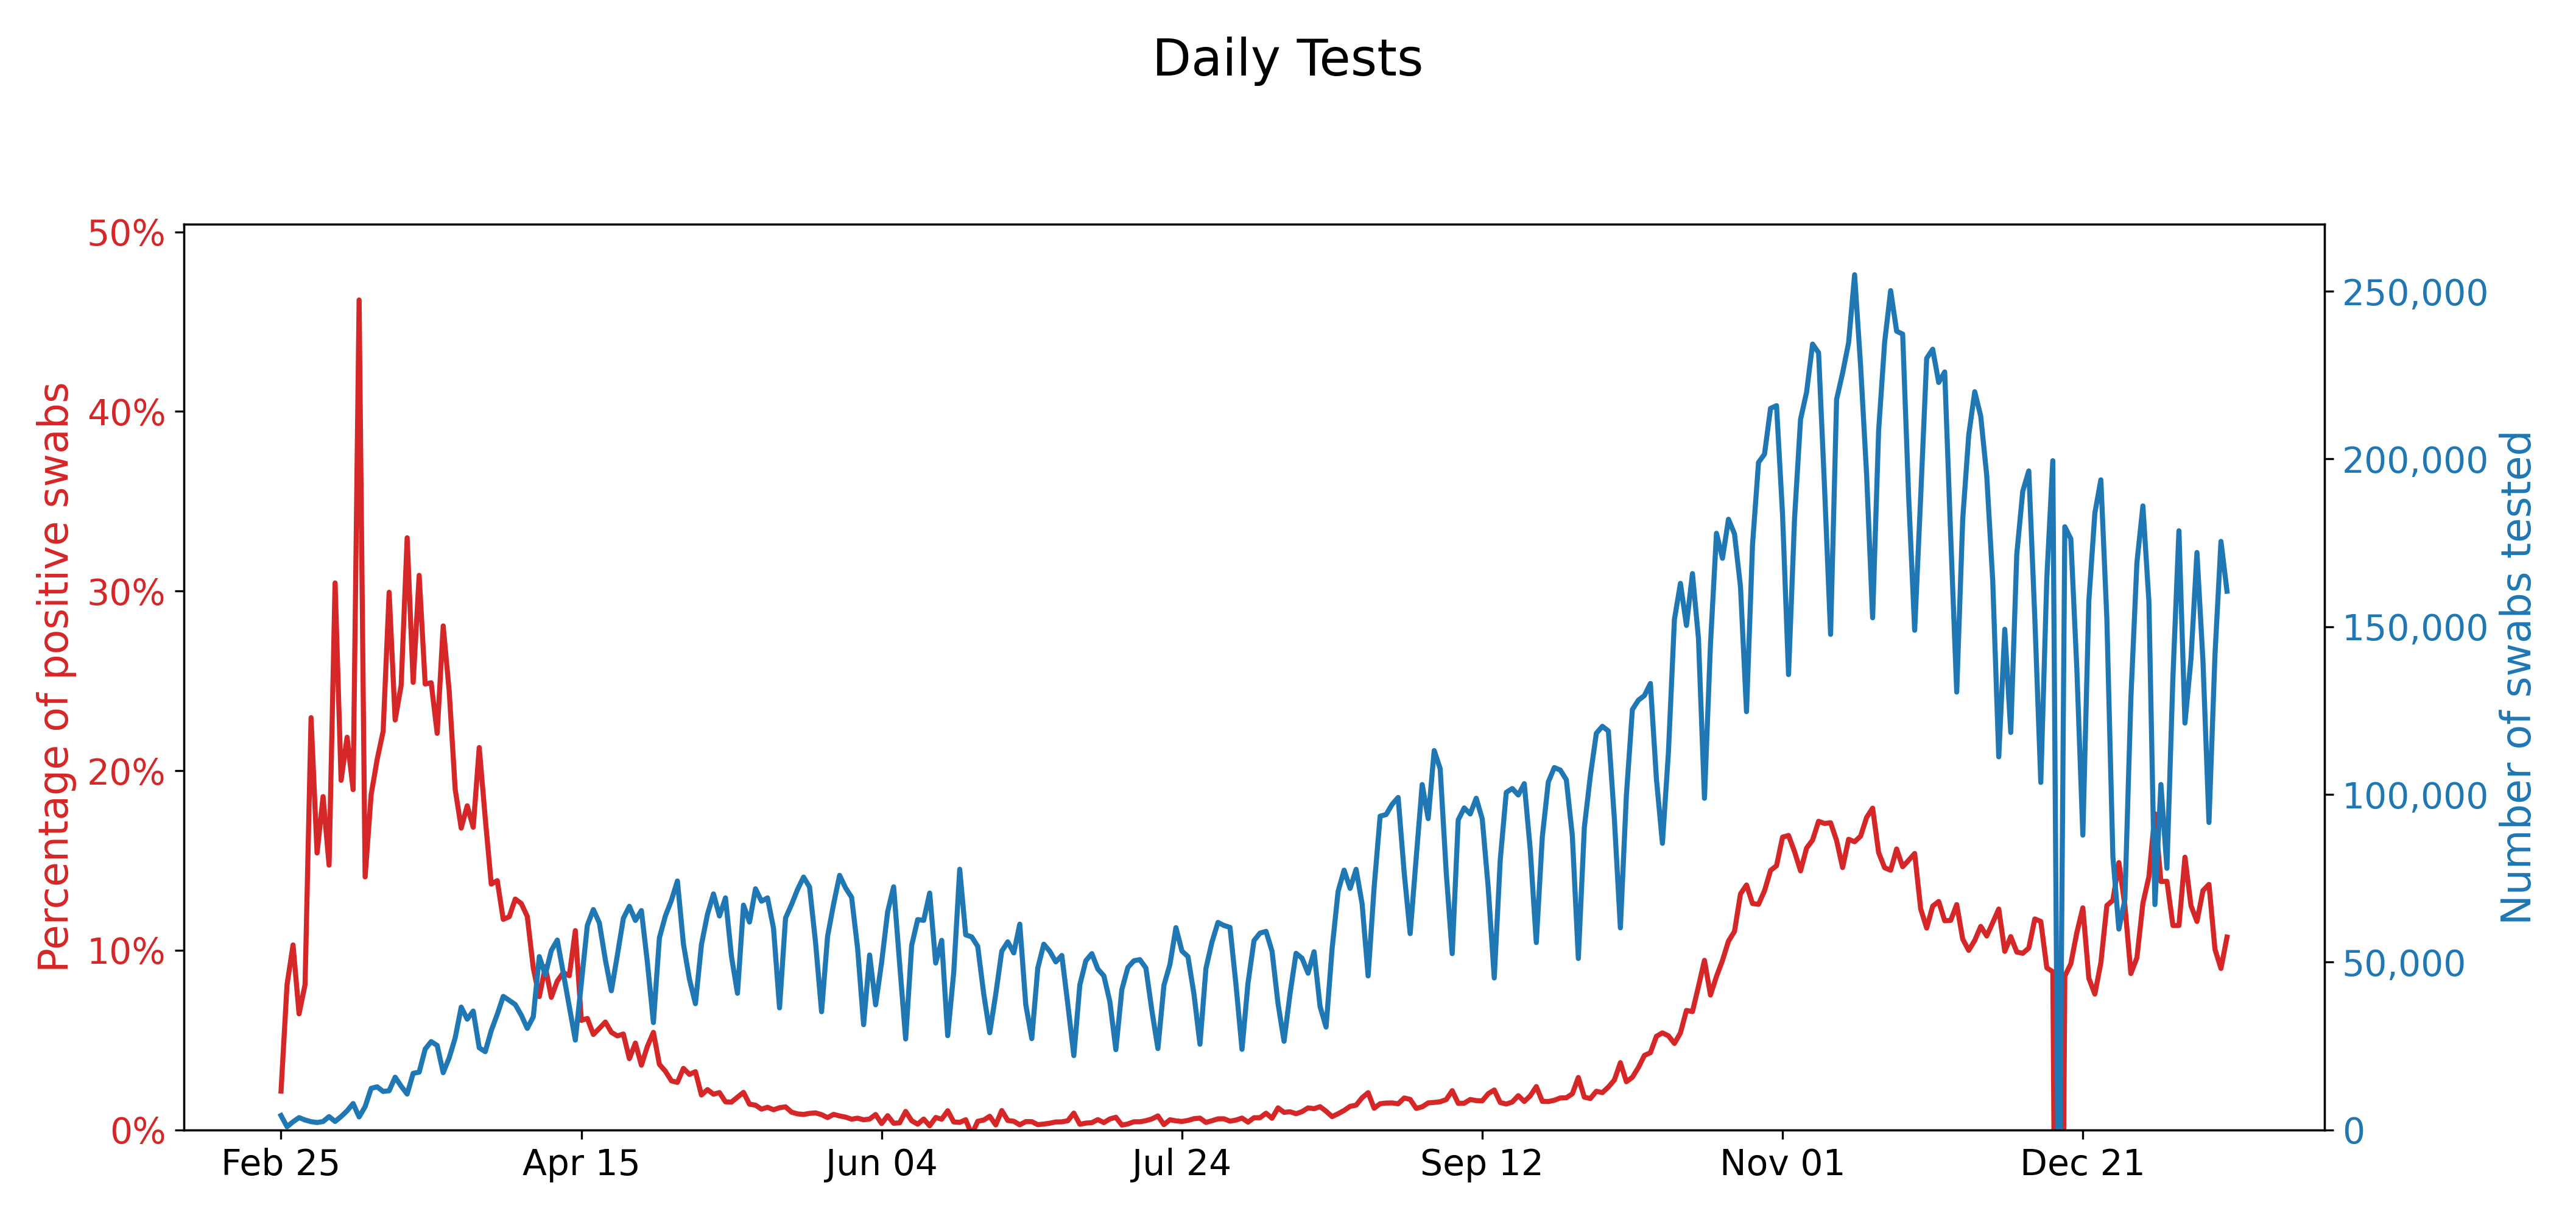 Daily Tests
Percentage of positive swabs
50%
40%
30%
20%
10%
0%
250,000
200,000
150,000
100,000
50,000
0
Number of swabs tested
Feb 25
Apr 15
Jun 04
Jul 24
Sep 12
Nov 01
Dec 21